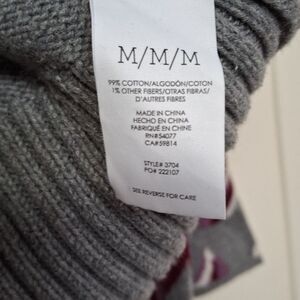 M/M/M
99% COTTON/ALGODÓN/COTON
1% OTHER FIBERS/OTRAS FIBRAS/
D'AUTRES FIBRES
MADE IN CHINA
HECHO EN CHINA
FABRIQUÉ EN CHINE
RN#54077
CA#59814
STYLE# 3704
PO# 222107
SEE REVERSE FOR CARE